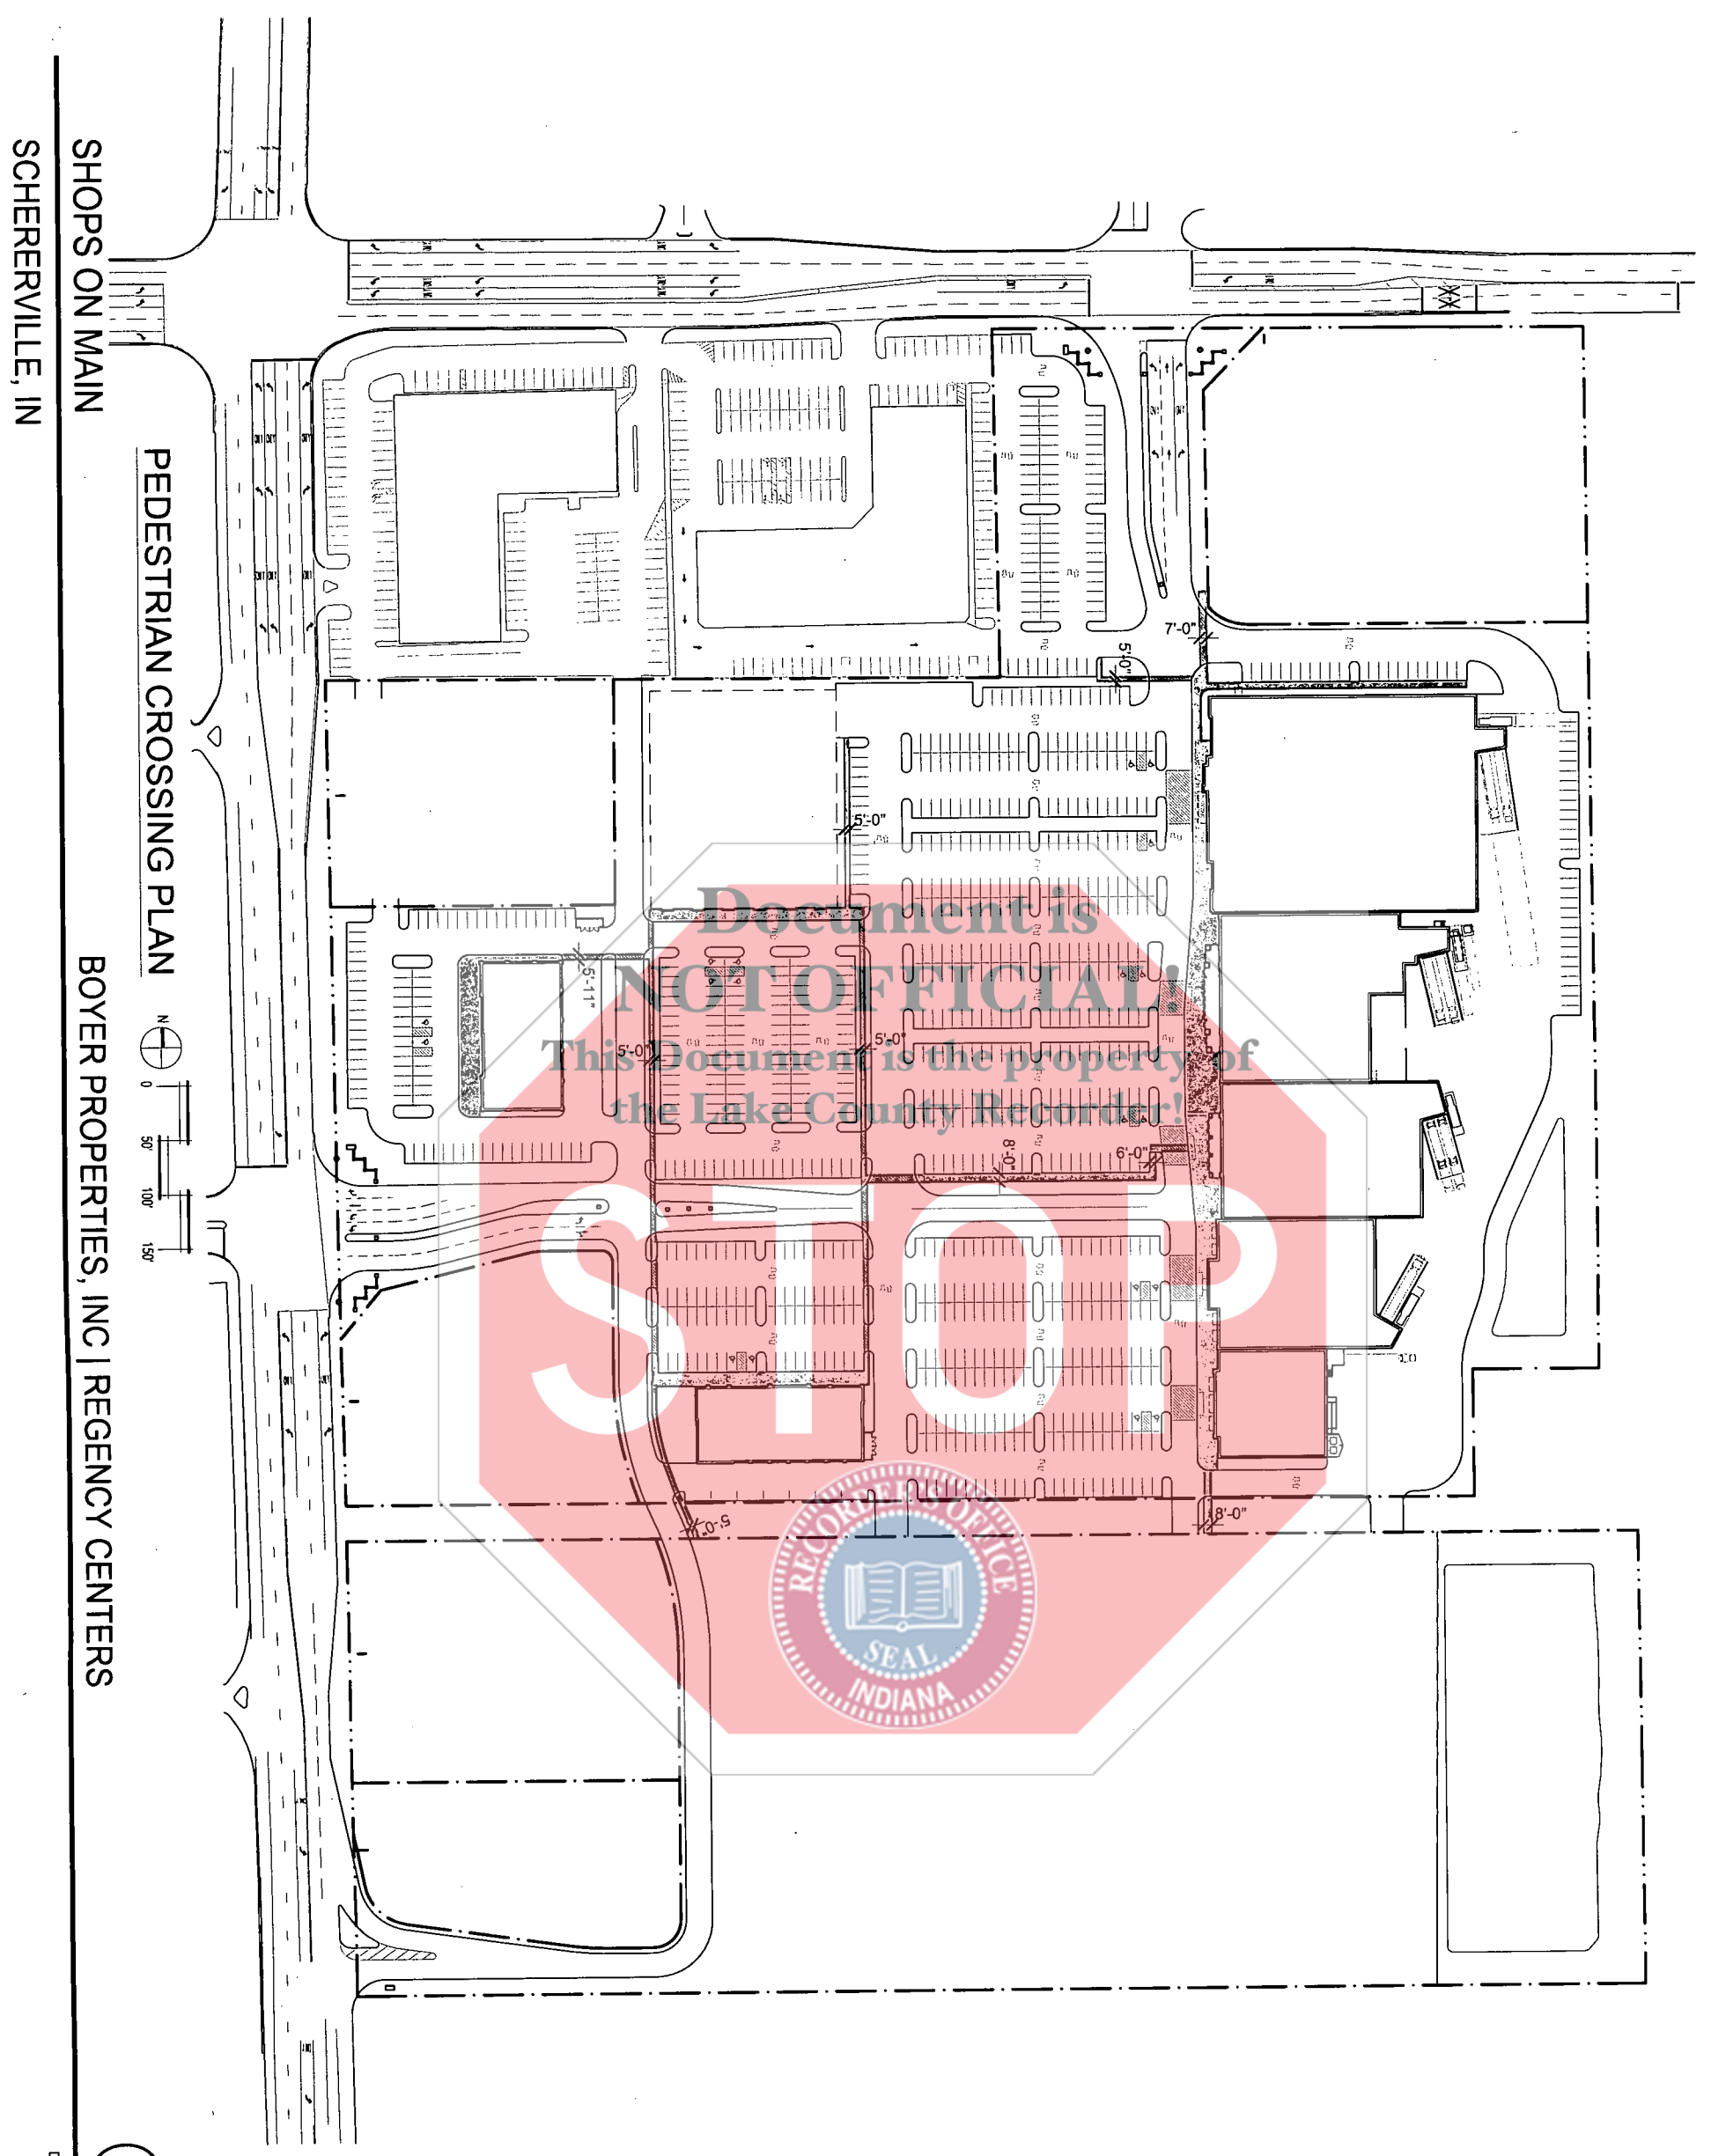 SHOPS ON MAIN
SCHERERVILLE, IN
PEDESTRIAN CROSSING PLAN
N
0
50'
100'
150'
BOYER PROPERTIES, INC | REGENCY CENTERS
7'-0"
5'-0"
5'-0"
5'-11"
5'-0"
5'-0"
8'-0"
6'-0"
5'-0"
8'-0"
Document is
NOT OFFICIAL!
This Document is the property of
the Lake County Recorder!
STOP
RECORDER'S OFFICE
SEAL
INDIANA